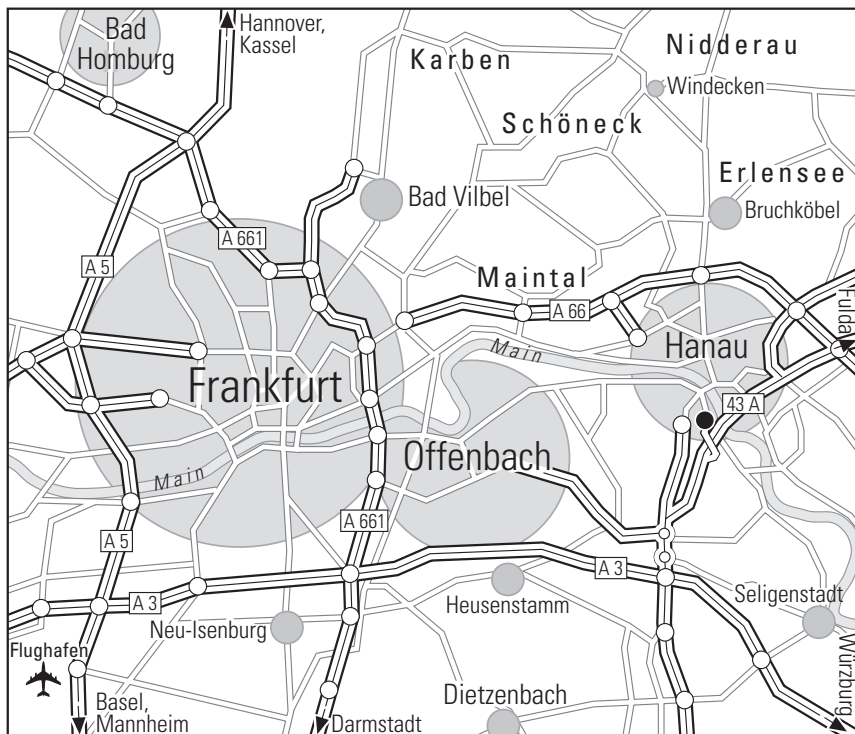 Bad
Homburg
Hannover,
Kassel
Karben
Nidderau
Windecken
Schöneck
Erlensee
Bad Vilbel
Bruchköbel
A 661
A 5
Maintal
A 66
Fulda
Main
Hanau
Frankfurt
43 A
Offenbach
Main
A 661
A 5
A 3
A 3
Heusenstamm
Seligenstadt
Neu-Isenburg
Flughafen
Würzburg
Basel,
Mannheim
Darmstadt
Dietzenbach